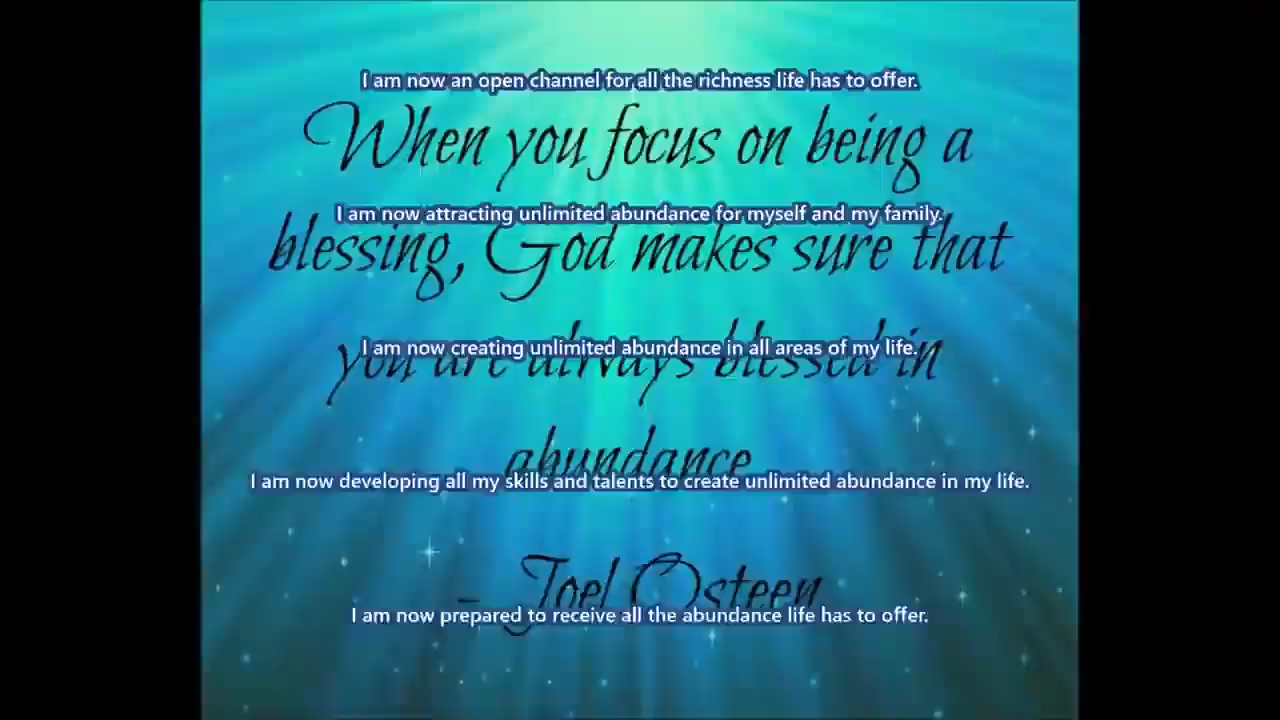 I am now an open channel for all the richness life has to offer.
When you focus on being a
I am now attracting unlimited abundance for myself and my family.
blessing, God makes sure that
I am now creating unlimited abundance in all areas of my life.
you are always blessed in
abundance
I am now developing all my skills and talents to create unlimited abundance in my life.
- Joel Osteen
I am now prepared to receive all the abundance life has to offer.